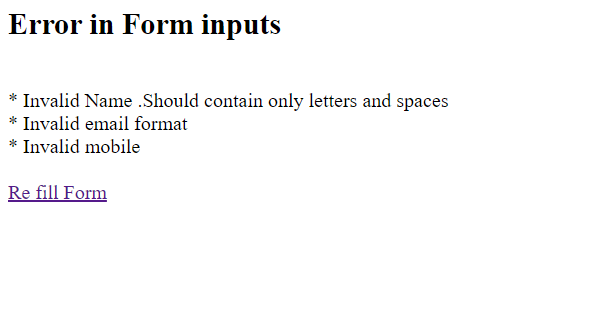 Error in Form inputs
* Invalid Name .Should contain only letters and spaces
* Invalid email format
* Invalid mobile
Re fill Form